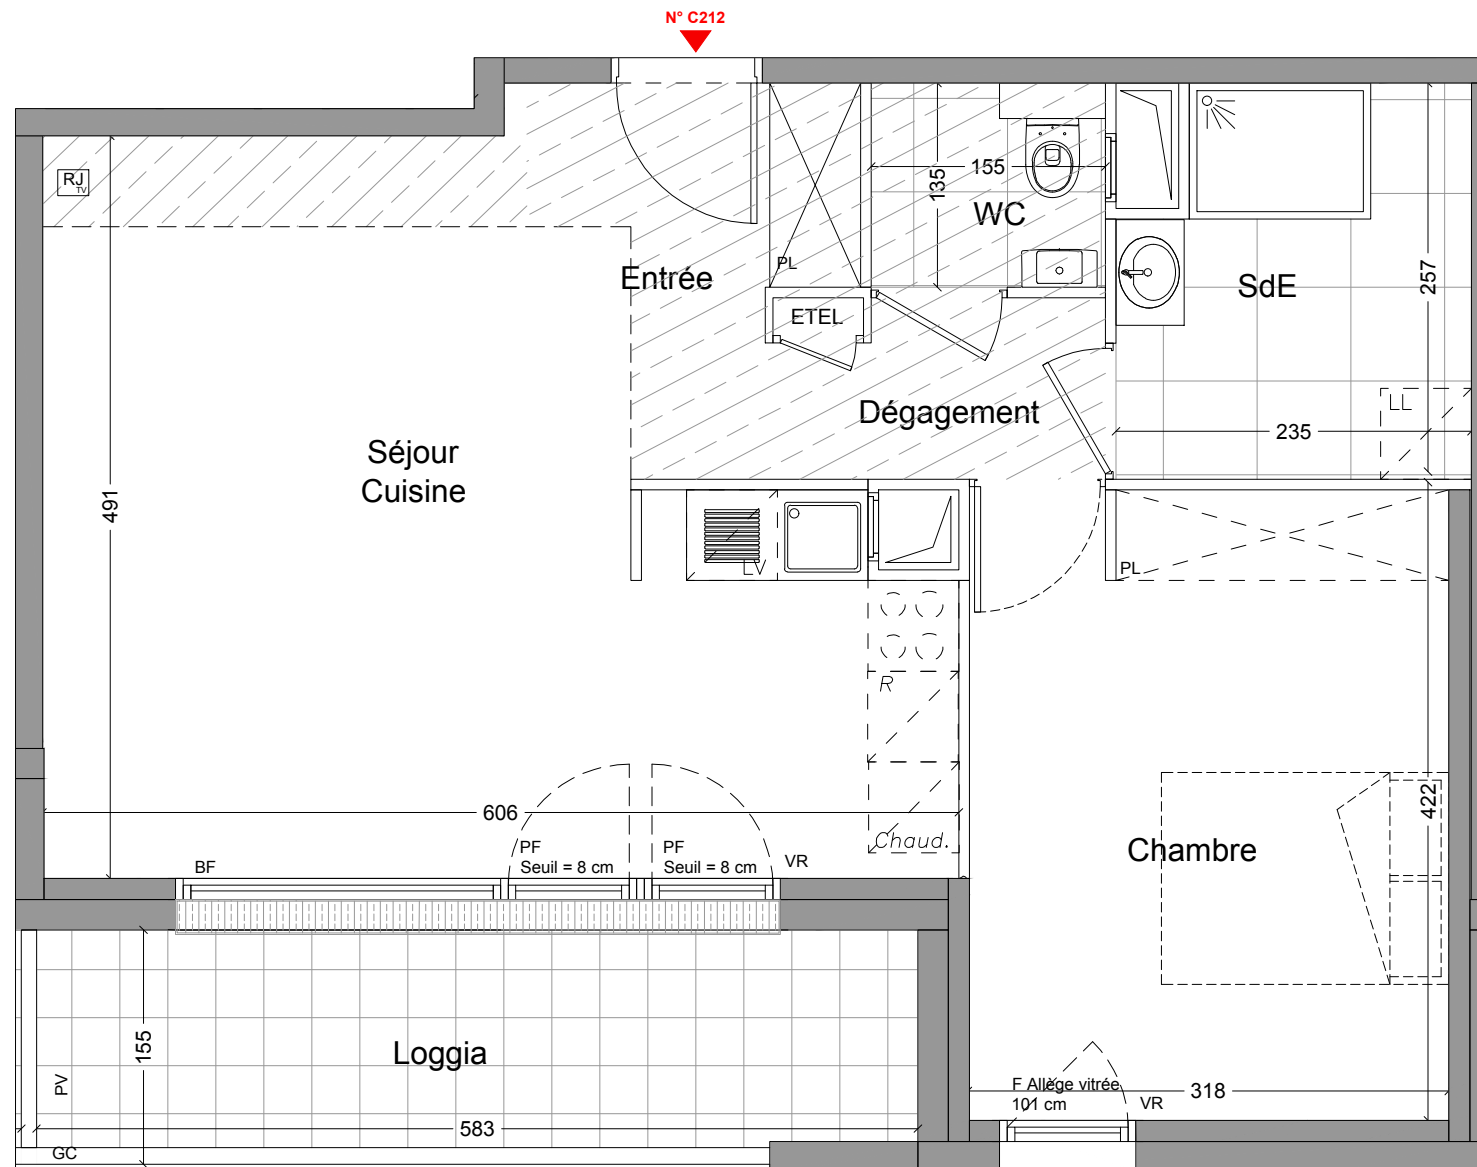 N° C212
RJ
TV
135
155
WC
PL
Entrée
SdE
257
ETEL
LL
Dégagement
235
Séjour
Cuisine
491
LV
PL
R
606
422
Chaud.
Chambre
PF
Seuil = 8 cm
PF
Seuil = 8 cm
VR
BF
155
Loggia
PV
F Allège vitrée
101 cm
VR
318
583
GC